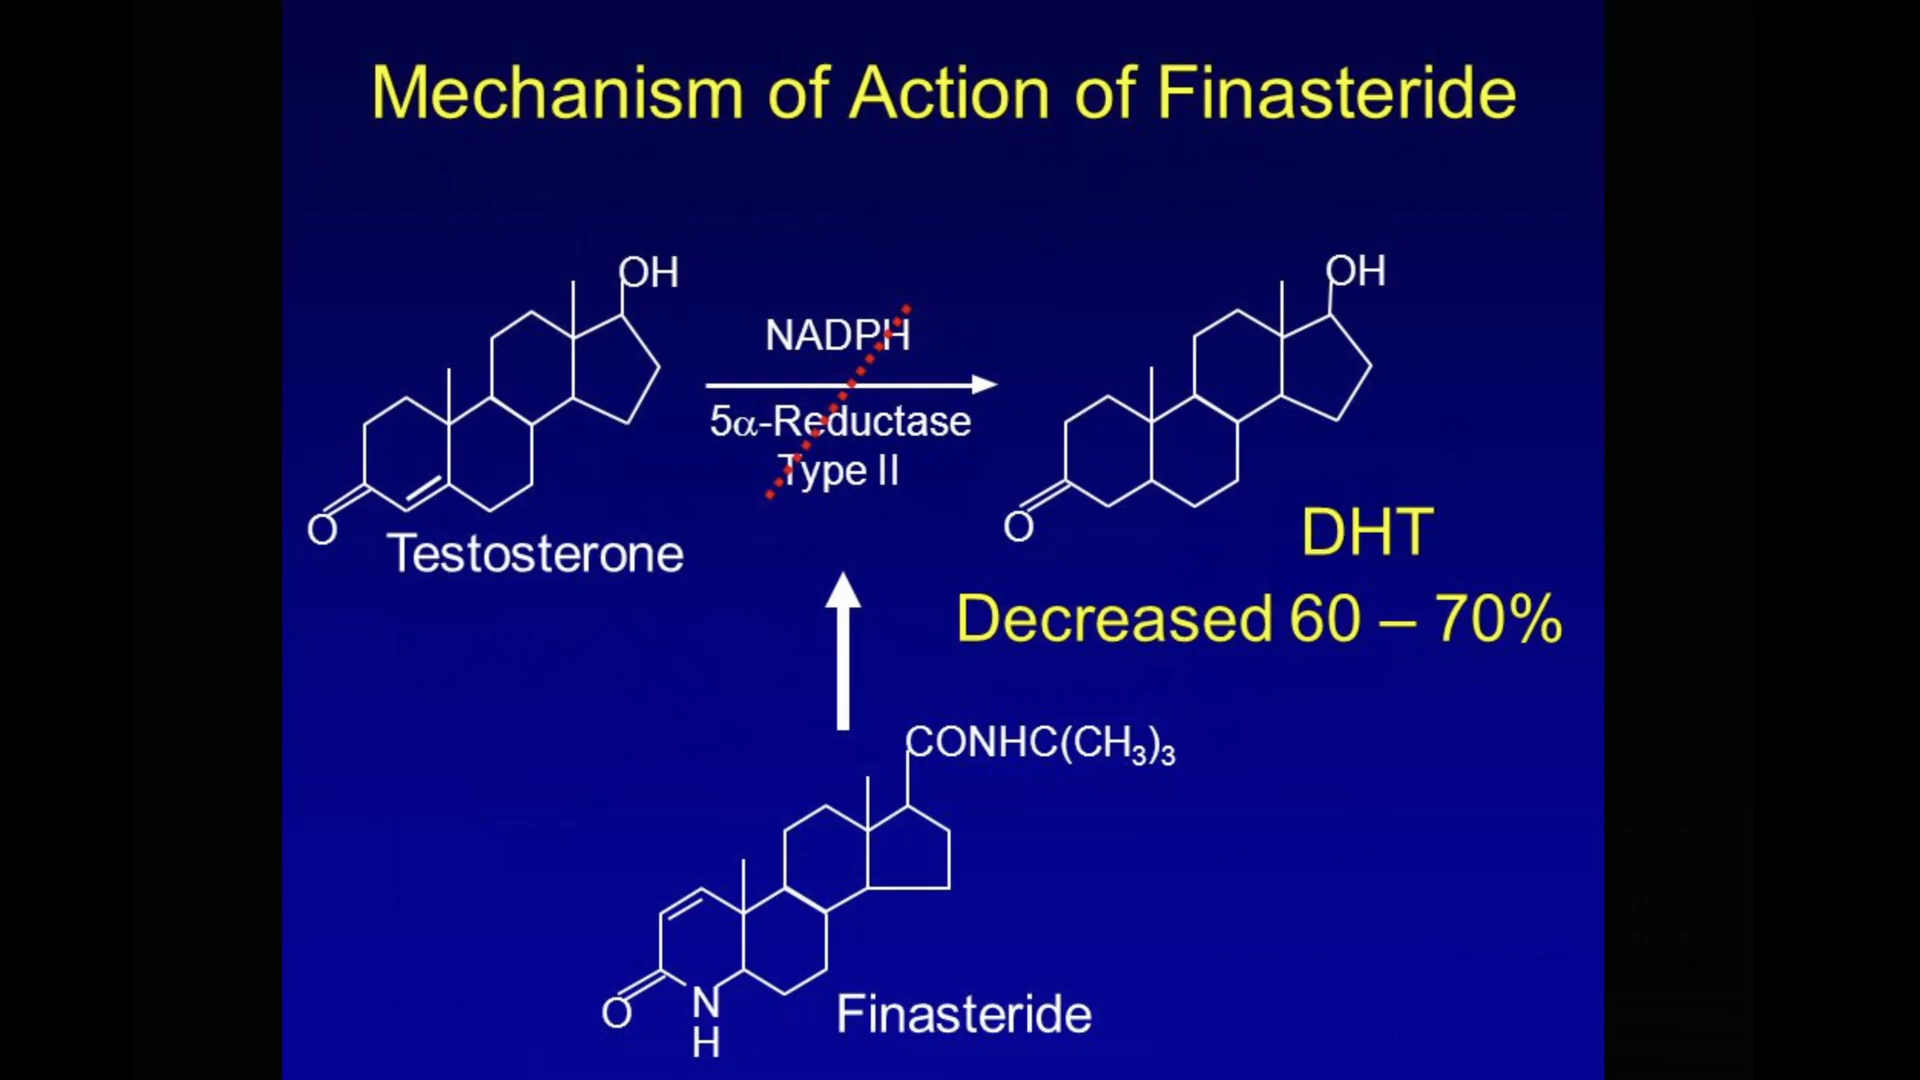 Mechanism of Action of Finasteride
OH
O
Testosterone
NADPH
5α-Reductase
Type II
OH
O
DHT
Decreased 60 – 70%
CONHC(CH₃)₃
O
N
H
Finasteride